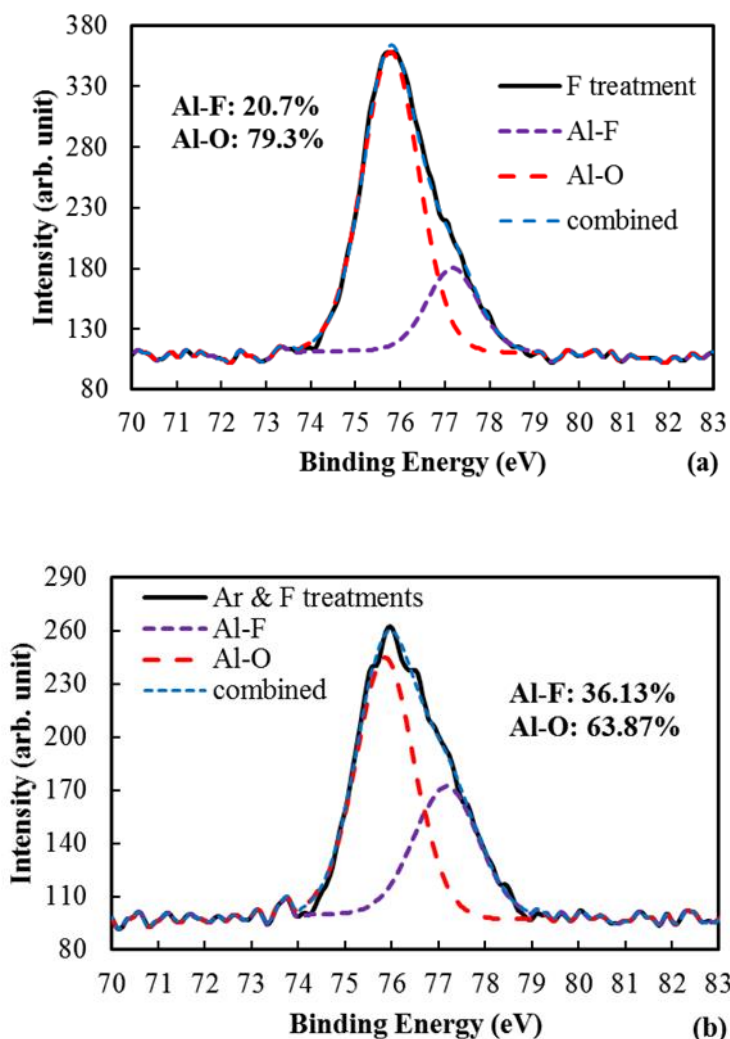 380
330
280
230
180
130
80
Intensity (arb. unit)
Al-F: 20.7%
Al-O: 79.3%
F treatment
Al-F
Al-O
combined
70 71 72 73 74 75 76 77 78 79 80 81 82 83
Binding Energy (eV)
(a)
290
260
230
200
170
140
110
80
Intensity (arb. unit)
Ar & F treatments
Al-F
Al-O
combined
Al-F: 36.13%
Al-O: 63.87%
70 71 72 73 74 75 76 77 78 79 80 81 82 83
Binding Energy (eV)
(b)